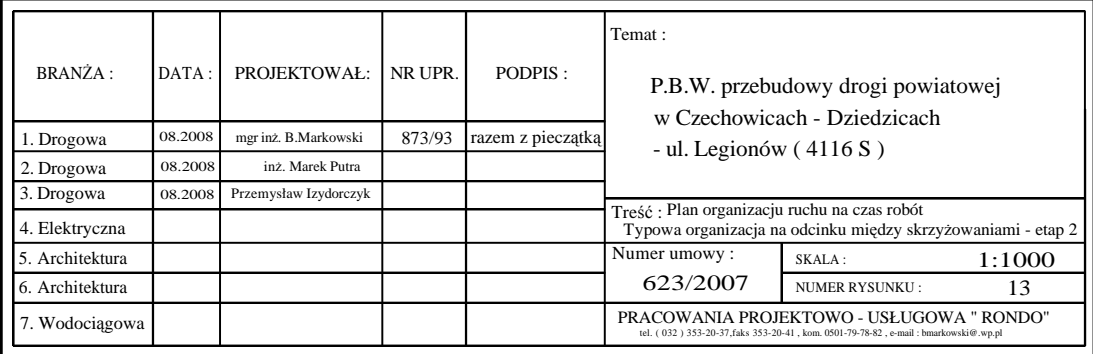 BRANŻA : DATA : PROJEKTOWAŁ: NR UPR. PODPIS :
1. Drogowa 08.2008 mgr inż. B.Markowski 873/93 razem z pieczątką
2. Drogowa 08.2008 inż. Marek Putra
3. Drogowa 08.2008 Przemysław Izydorczyk
4. Elektryczna
5. Architektura
6. Architektura
7. Wodociągowa
Temat :
P.B.W. przebudowy drogi powiatowej
w Czechowicach - Dziedzicach
- ul. Legionów ( 4116 S )
Treść : Plan organizacju ruchu na czas robót
Typowa organizacja na odcinku między skrzyżowaniami - etap 2
Numer umowy :
623/2007
SKALA : 1:1000
NUMER RYSUNKU : 13
PRACOWANIA PROJEKTOWO - USŁUGOWA " RONDO"
tel. ( 032 ) 353-20-37,faks 353-20-41 , kom. 0501-79-78-82 , e-mail : bmarkowski@.wp.pl